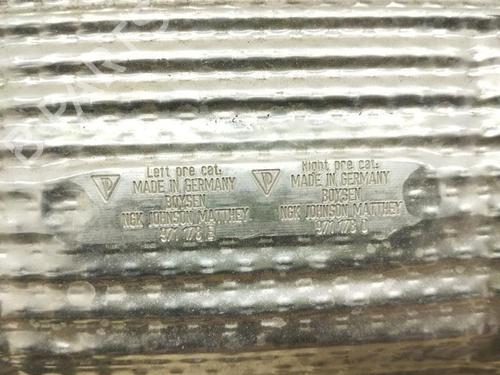 Left pre cat.
MADE IN GERMANY
BOYSEN
NGK JOHNSON MATTHEY
971 178 E
Right pre cat.
MADE IN GERMANY
BOYSEN
NGK JOHNSON MATTHEY
971 178